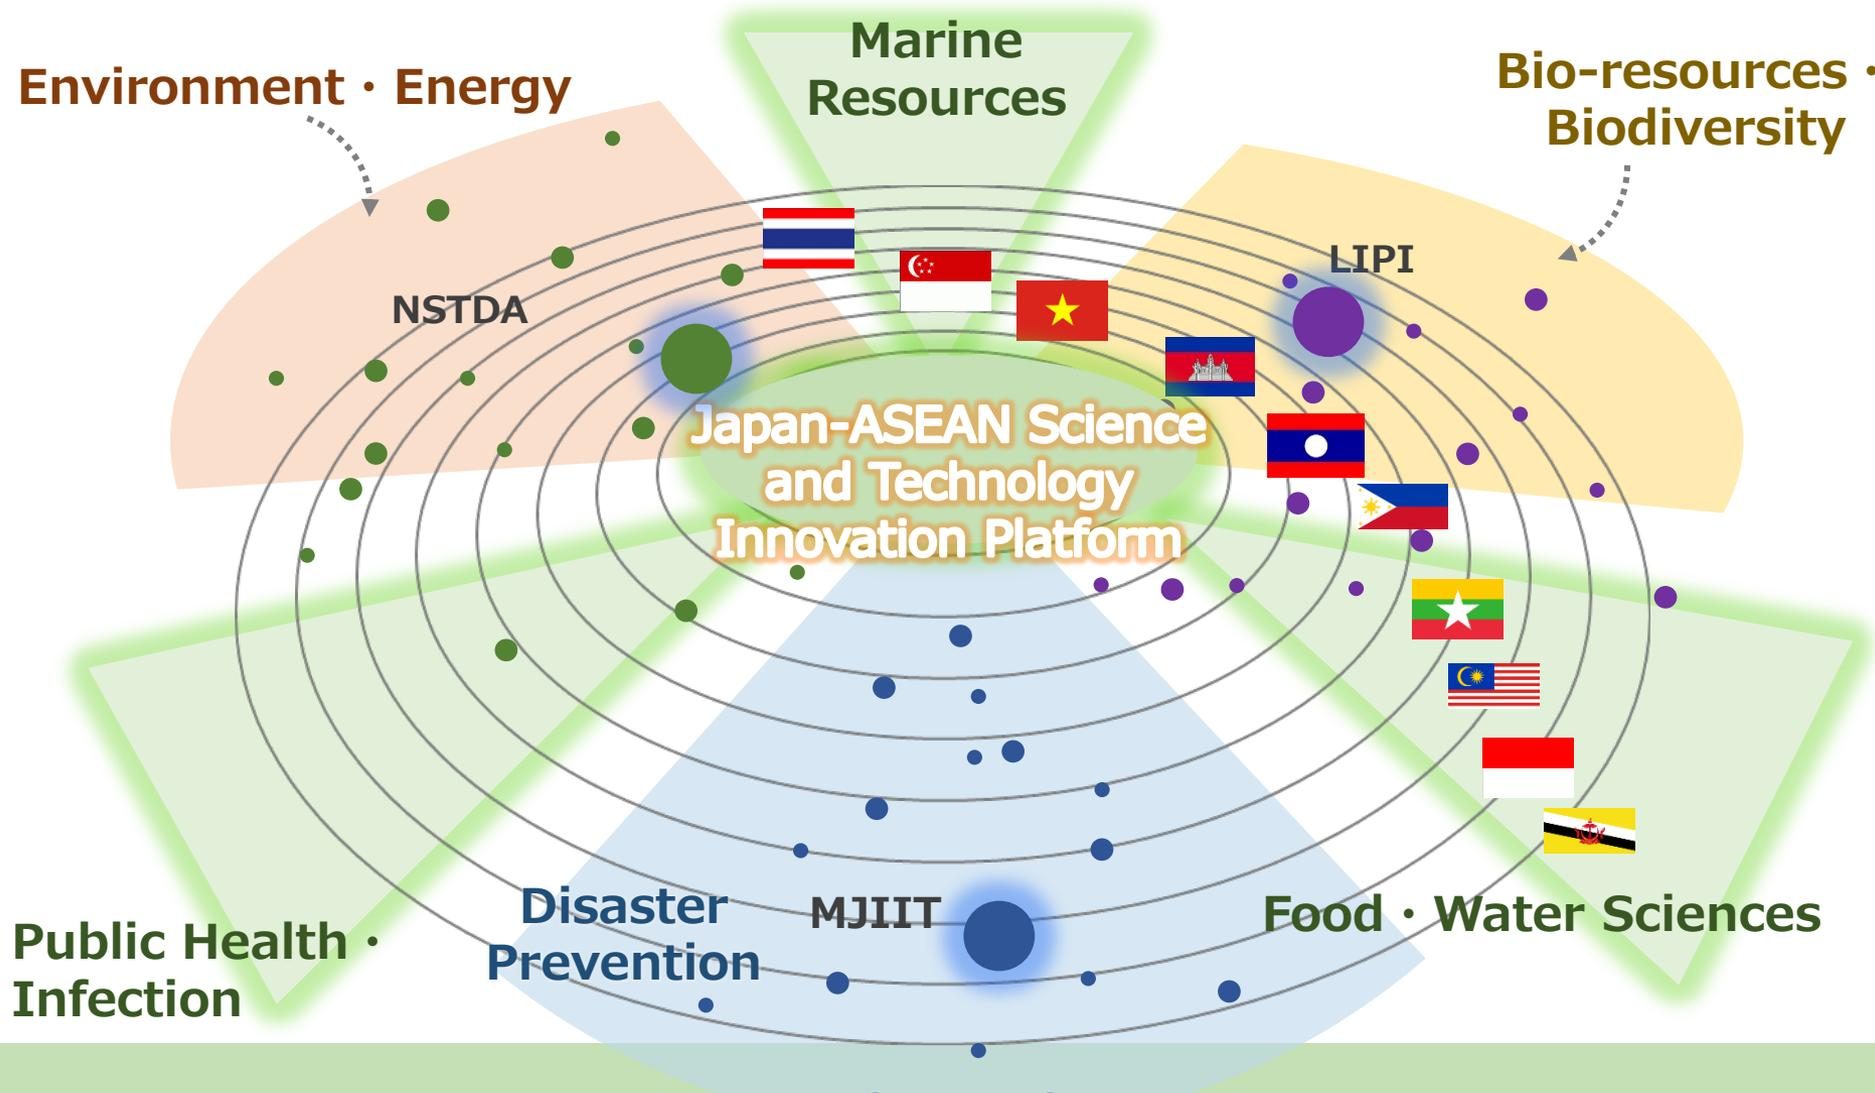 Marine
Resources
Environment・Energy
Bio-resources・
Biodiversity
LIPI
NSTDA
Japan-ASEAN Science
and Technology
Innovation Platform
Disaster
Prevention
MJIIT
Food・Water Sciences
Public Health・
Infection